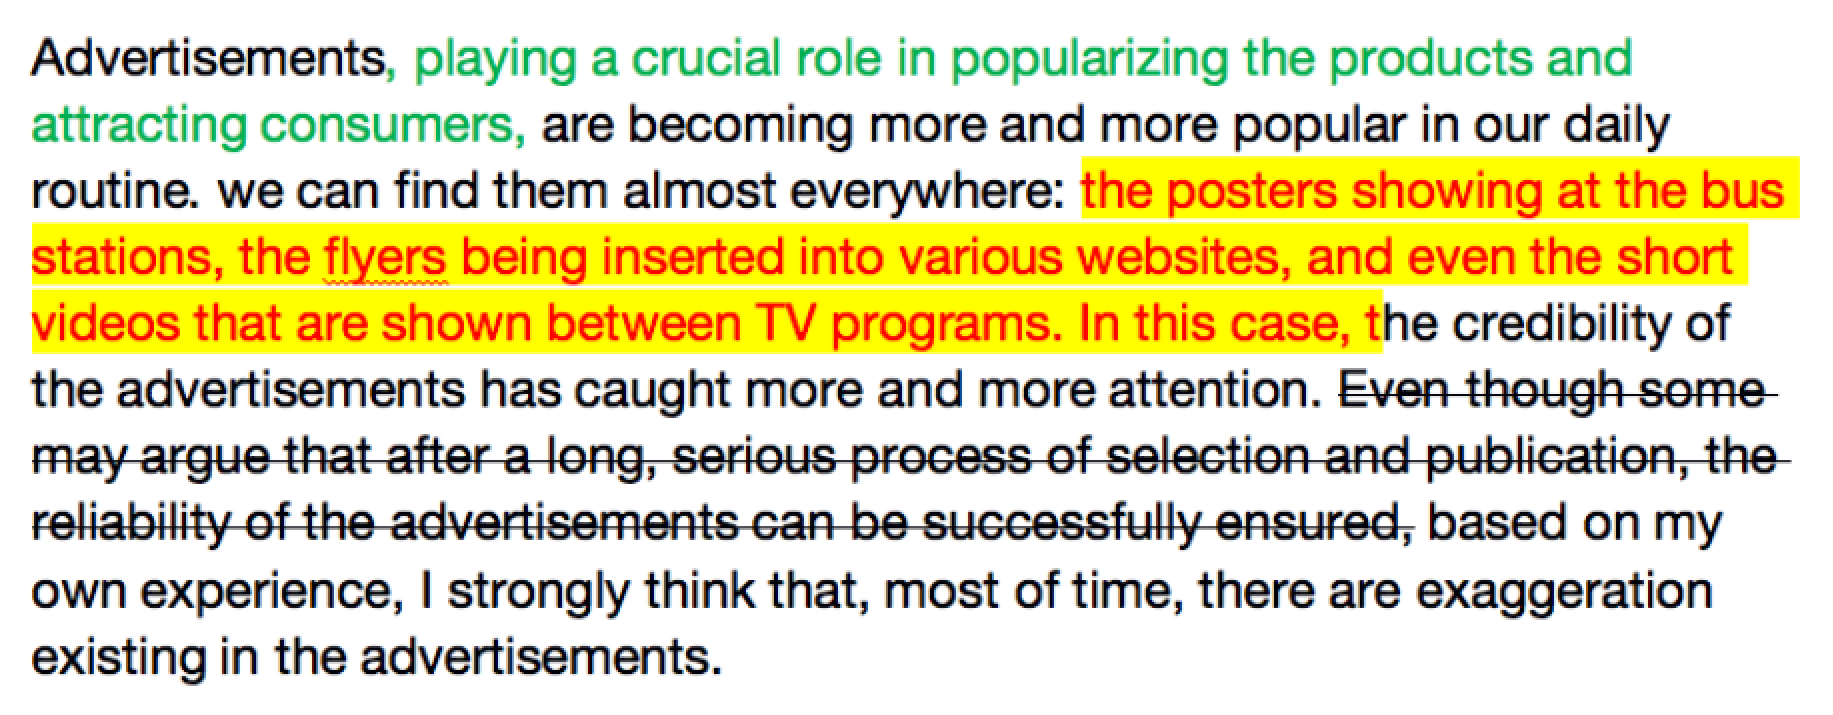 Advertisements, playing a crucial role in popularizing the products and
attracting consumers, are becoming more and more popular in our daily
routine. we can find them almost everywhere: the posters showing at the bus
stations, the flyers being inserted into various websites, and even the short
videos that are shown between TV programs. In this case, the credibility of
the advertisements has caught more and more attention. Even though some
may argue that after a long, serious process of selection and publication, the
reliability of the advertisements can be successfully ensured, based on my
own experience, I strongly think that, most of time, there are exaggeration
existing in the advertisements.